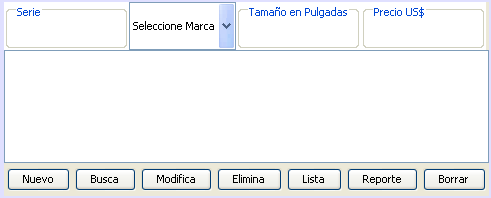 Serie
Seleccione Marca
Tamaño en Pulgadas
Precio US$
Nuevo Busca Modifica Elimina Lista Reporte Borrar